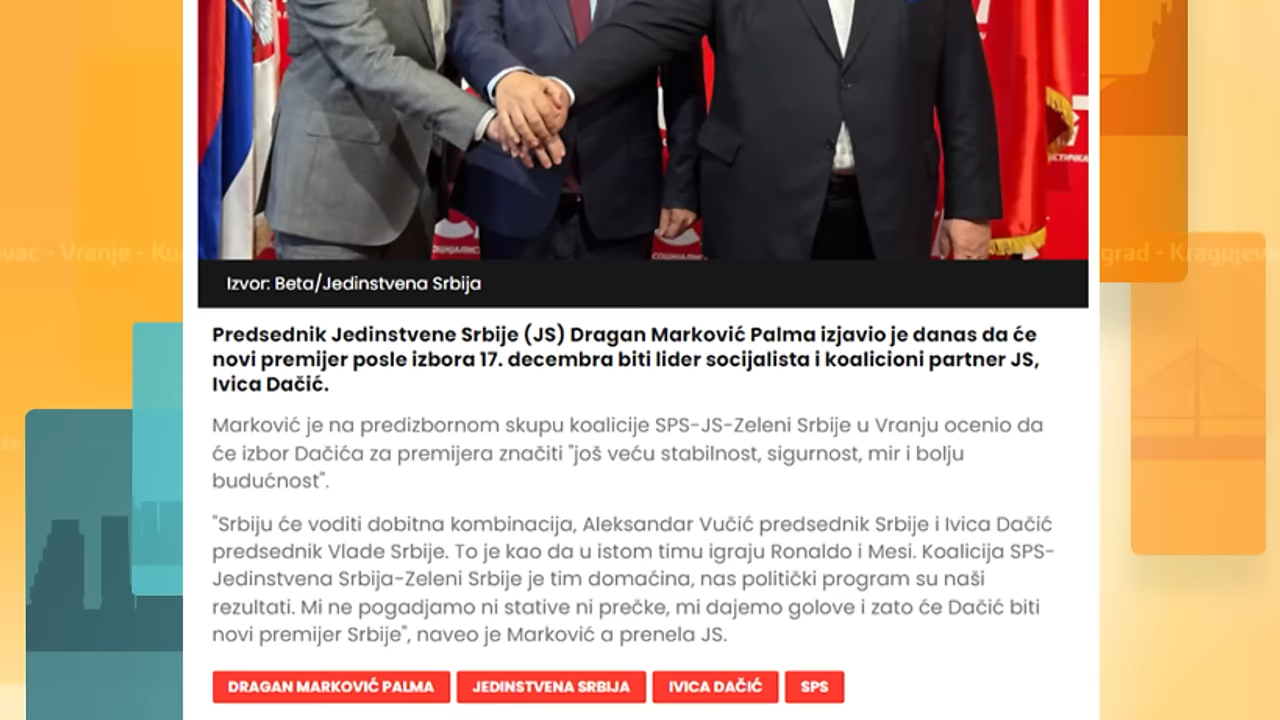 ovac - Vranje - Ku
grad - Kragujev
Izvor: Beta/Jedinstvena Srbija
Predsednik Jedinstvene Srbije (JS) Dragan Marković Palma izjavio je danas da će
novi premijer posle izbora 17. decembra biti lider socijalista i koalicioni partner JS,
Ivica Dačić.
Marković je na predizbornom skupu koalicije SPS-JS-Zeleni Srbije u Vranju ocenio da
će izbor Dačića za premijera značiti "još veću stabilnost, sigurnost, mir i bolju
budućnost".
"Srbiju će voditi dobitna kombinacija, Aleksandar Vučić predsednik Srbije i Ivica Dačić
predsednik Vlade Srbije. To je kao da u istom timu igraju Ronaldo i Mesi. Koalicija SPS-
Jedinstvena Srbija-Zeleni Srbije je tim domaćina, nas politički program su naši
rezultati. Mi ne pogadjamo ni stative ni prečke, mi dajemo golove i zato će Dačić biti
novi premijer Srbije", naveo je Marković a prenela JS.
DRAGAN MARKOVIĆ PALMA JEDINSTVENA SRBIJA IVICA DAČIĆ SPS